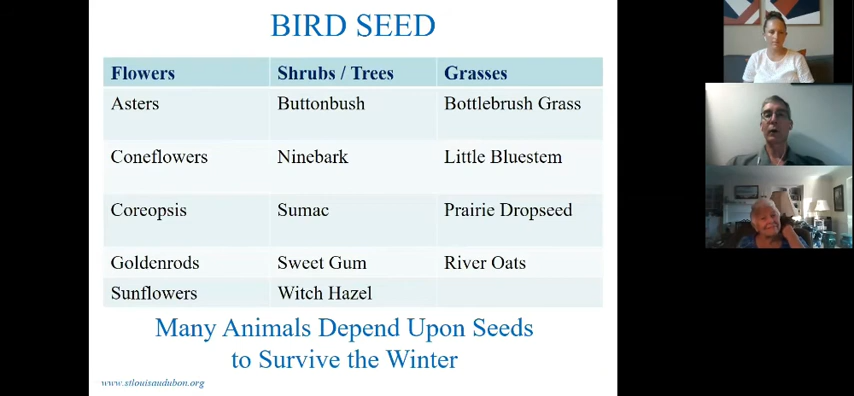 BIRD SEED
Flowers Shrubs / Trees Grasses
Asters Buttonbush Bottlebrush Grass
Coneflowers Ninebark Little Bluestem
Coreopsis Sumac Prairie Dropseed
Goldenrods Sweet Gum River Oats
Sunflowers Witch Hazel
Many Animals Depend Upon Seeds
to Survive the Winter
www.stlouisaudubon.org